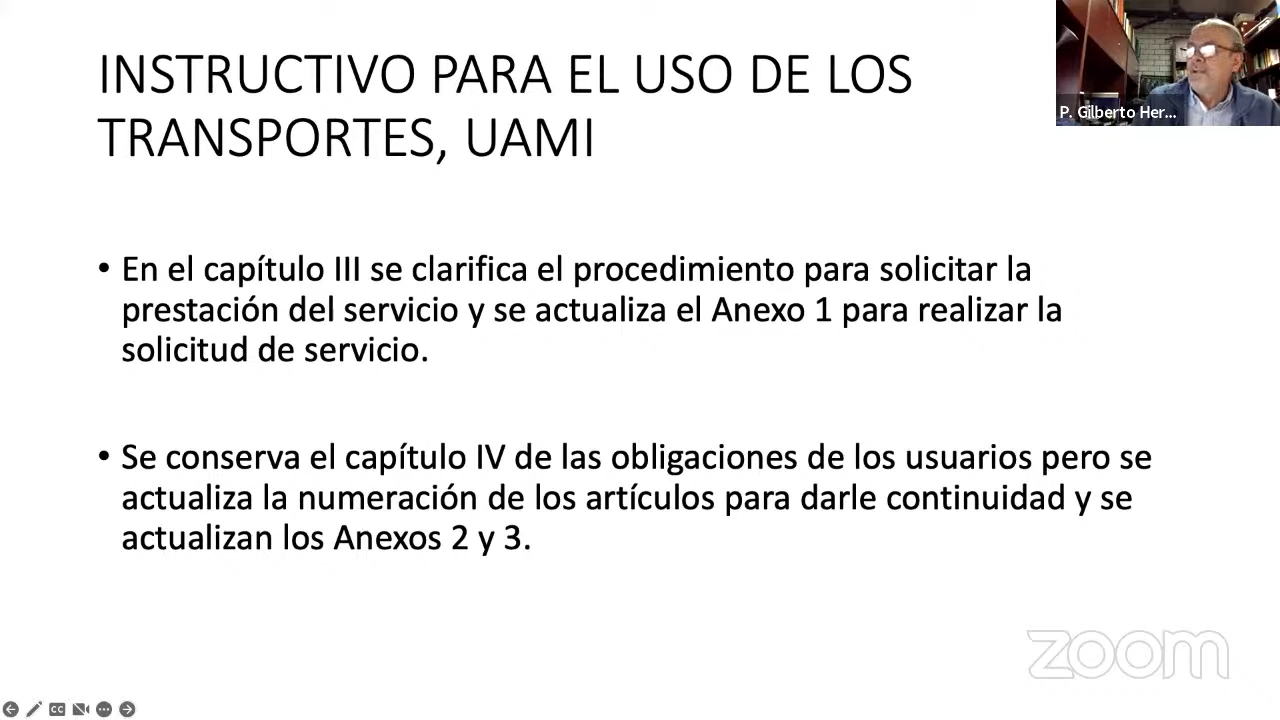 INSTRUCTIVO PARA EL USO DE LOS
TRANSPORTES, UAMI
P. Gilberto Her...
• En el capítulo III se clarifica el procedimiento para solicitar la
prestación del servicio y se actualiza el Anexo 1 para realizar la
solicitud de servicio.
• Se conserva el capítulo IV de las obligaciones de los usuarios pero se
actualiza la numeración de los artículos para darle continuidad y se
actualizan los Anexos 2 y 3.
zoom
CC